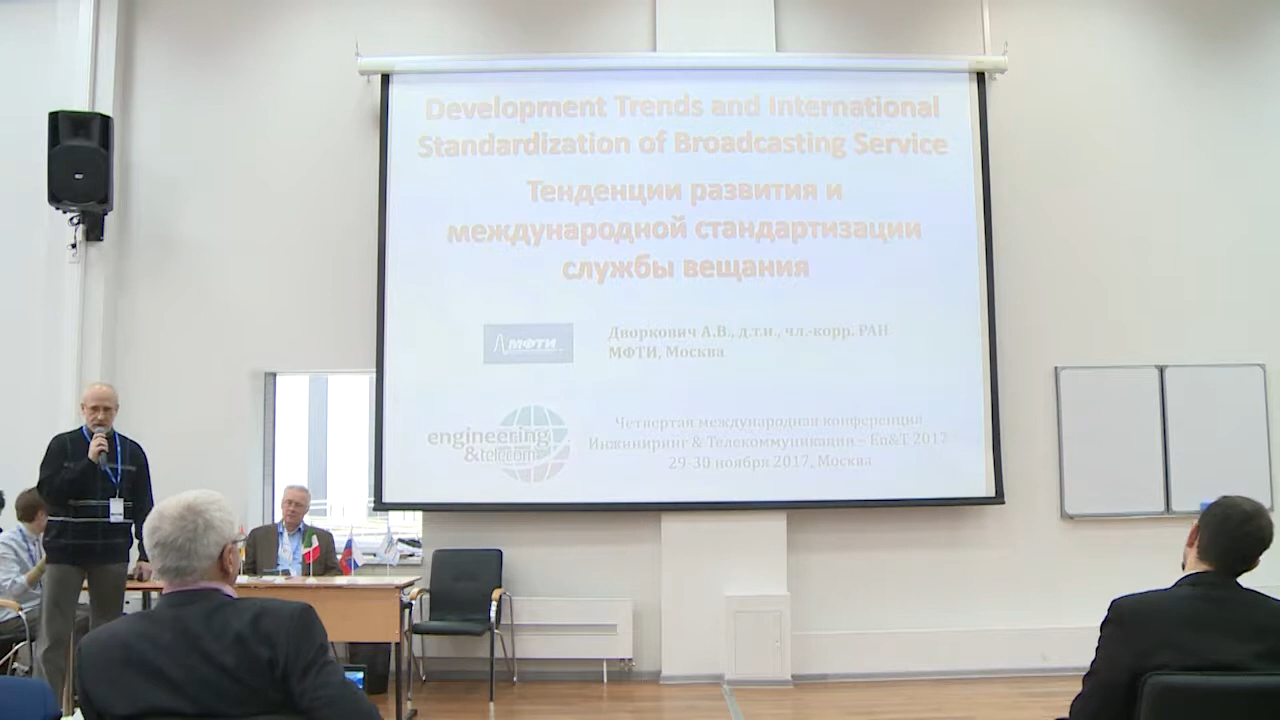 Development Trends and International
Standardization of Broadcasting Service
Тенденции развития и
международной стандартизации
службы вещания
МФТИ
Дворкович А.В., д.т.н., чл.-корр. РАН
МФТИ, Москва
engineering
&telecom
Четвертая международная конференция
Инжиниринг & Телекоммуникации – En&T 2017
29-30 ноября 2017, Москва